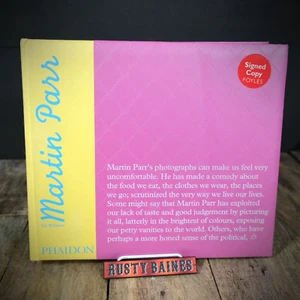 Martin Parr
PHAIDON
Signed
Copy
FOYLES
Martin Parr's photographs can make us feel very
uncomfortable. He has made a comedy about
the food we eat, the clothes we wear, the places
we go; scrutinized the very way we live our lives.
Some might say that Martin Parr has exploited
our lack of taste and good judgement by picturing
it all, latterly in the brightest of colours, exposing
our petty vanities to the world. Others, who have
perhaps a more honest sense of the political,
RUSTY GAINES